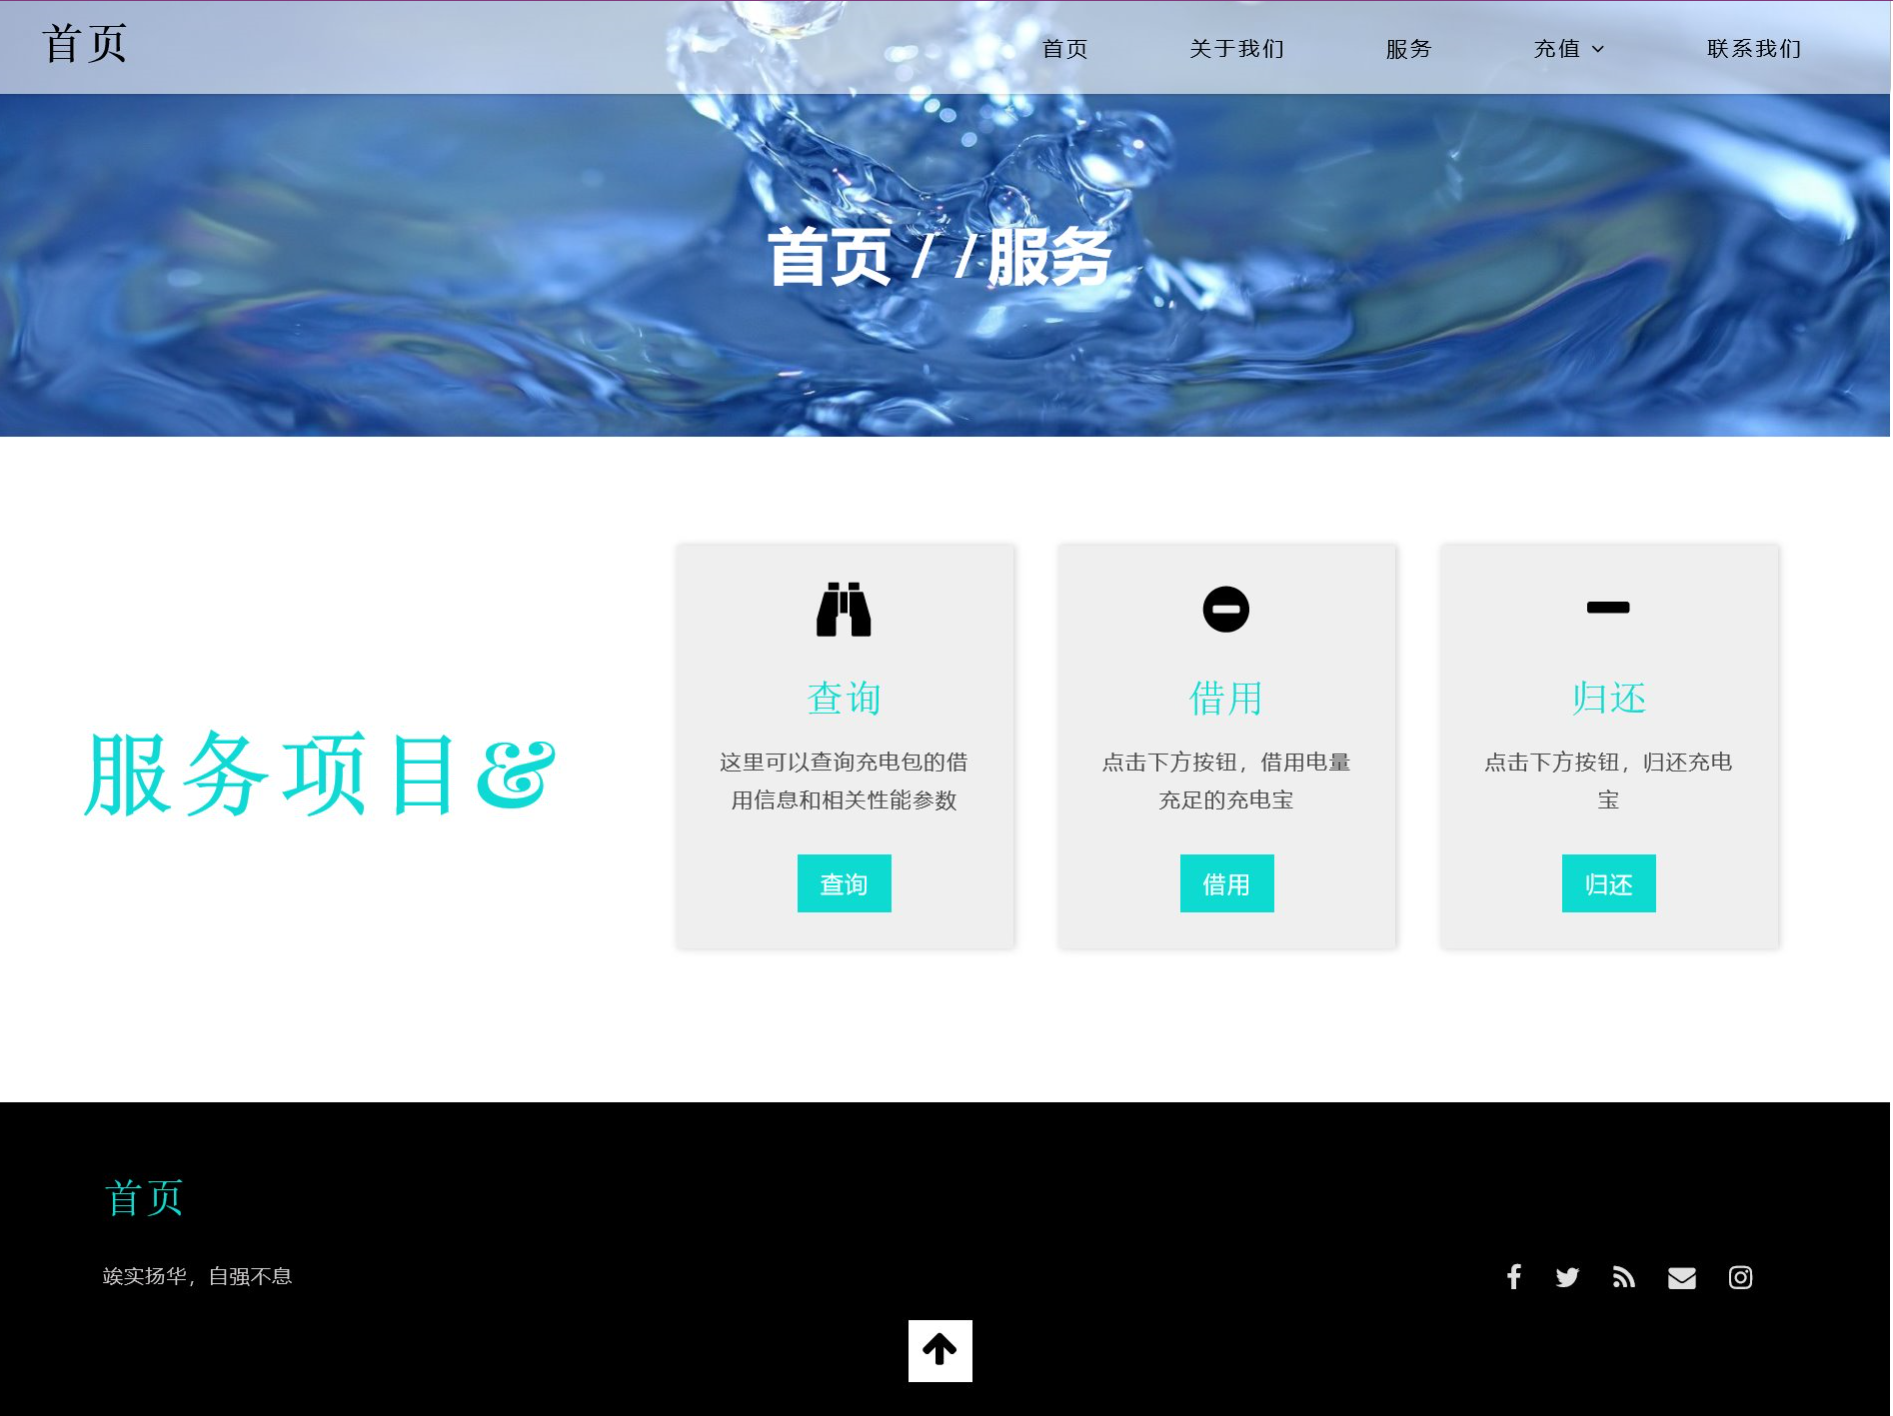 首页
首页 关于我们 服务 充值 联系我们
首页 / / 服务
服务项目&
查询
这里可以查询充电包的借
用信息和相关性能参数
查询
借用
点击下方按钮，借用电量
充足的充电宝
借用
归还
点击下方按钮，归还充电
宝
归还
首页
竢实扬华，自强不息